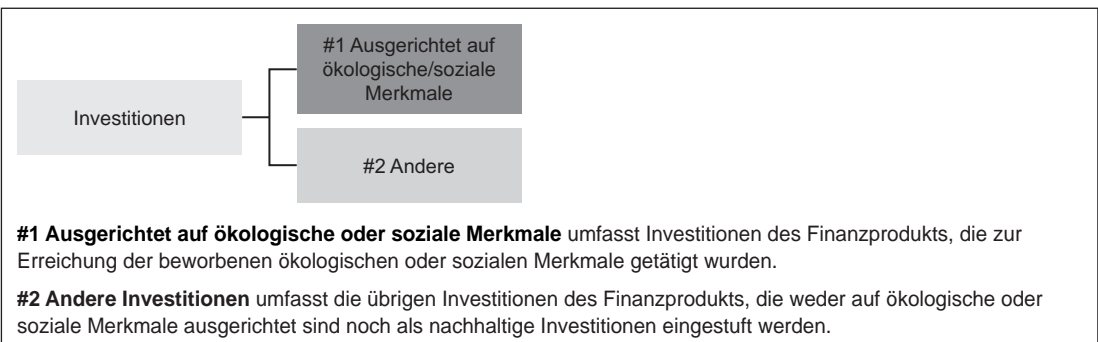 #1 Ausgerichtet auf
ökologische/soziale
Merkmale
Investitionen
#2 Andere
#1 Ausgerichtet auf ökologische oder soziale Merkmale umfasst Investitionen des Finanzprodukts, die zur
Erreichung der beworbenen ökologischen oder sozialen Merkmale getätigt wurden.
#2 Andere Investitionen umfasst die übrigen Investitionen des Finanzprodukts, die weder auf ökologische oder
soziale Merkmale ausgerichtet sind noch als nachhaltige Investitionen eingestuft werden.